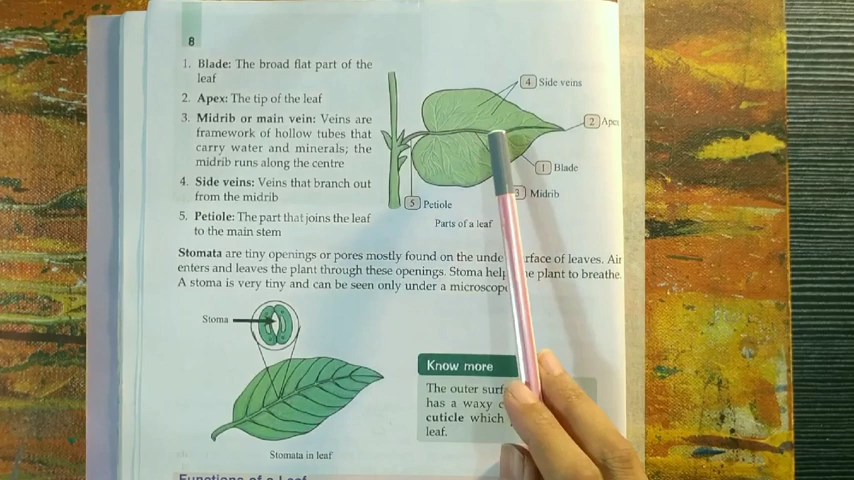 8
1. Blade: The broad flat part of the
leaf
2. Apex: The tip of the leaf
3. Midrib or main vein: Veins are
framework of hollow tubes that
carry water and minerals; the
midrib runs along the centre
4. Side veins: Veins that branch out
from the midrib
5. Petiole: The part that joins the leaf
to the main stem
4 Side veins
2 Apex
1 Blade
3 Midrib
5 Petiole
Parts of a leaf
Stomata are tiny openings or pores mostly found on the unde rface of leaves. Air
enters and leaves the plant through these openings. Stoma help e plant to breathe.
A stoma is very tiny and can be seen only under a microscope
Stoma
Stomata in leaf
Know more
The outer surf
has a waxy c
cuticle which
leaf.
Functions of a Leaf